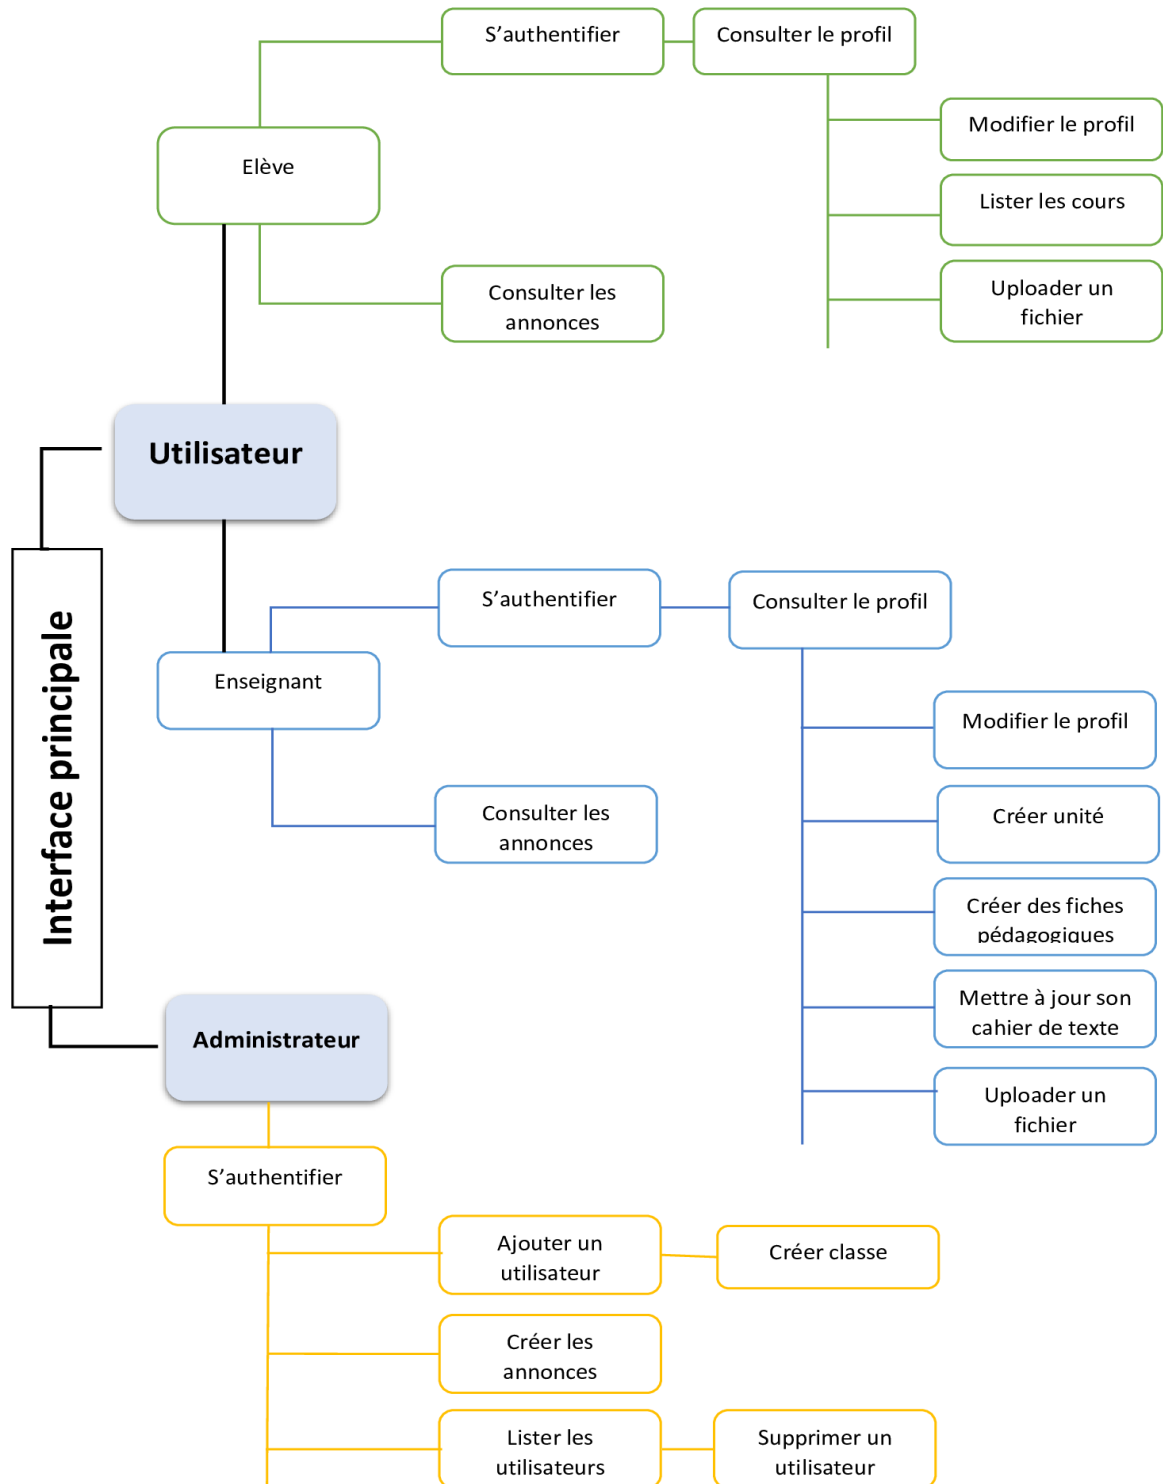 S’authentifier
Consulter le profil
Elève
Modifier le profil
Lister les cours
Uploader un
fichier
Consulter les
annonces
Utilisateur
Interface principale
S’authentifier
Consulter le profil
Enseignant
Modifier le profil
Consulter les
annonces
Créer unité
Créer des fiches
pédagogiques
Mettre à jour son
cahier de texte
Uploader un
fichier
Administrateur
S’authentifier
Ajouter un
utilisateur
Créer classe
Créer les
annonces
Lister les
utilisateurs
Supprimer un
utilisateur